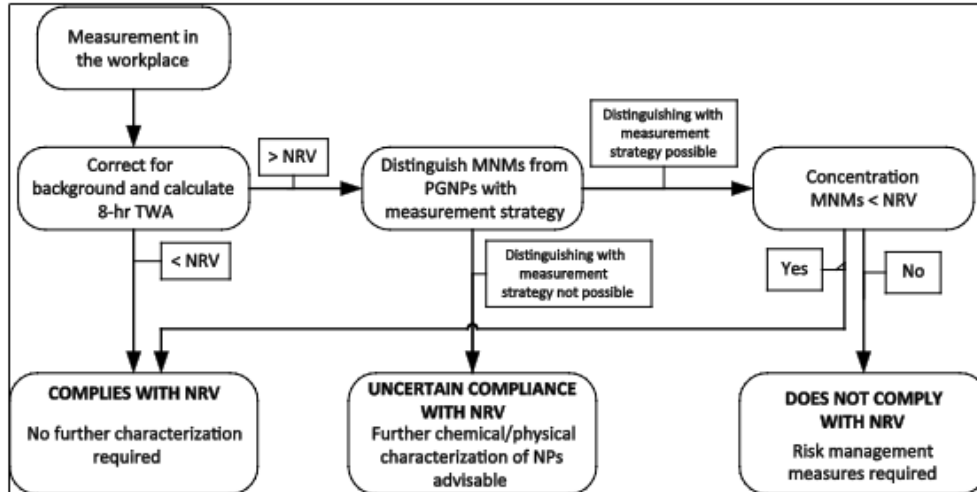 Measurement in
the workplace
Correct for
background and calculate
8-hr TWA
> NRV
Distinguish MNMs from
PGNPs with
measurement strategy
Distinguishing with
measurement
strategy possible
Concentration
MNMs < NRV
< NRV
Distinguishing with
measurement
strategy not possible
Yes
No
COMPLIES WITH NRV
No further characterization
required
UNCERTAIN COMPLIANCE
WITH NRV
Further chemical/physical
characterization of NPs
advisable
DOES NOT COMPLY
WITH NRV
Risk management
measures required